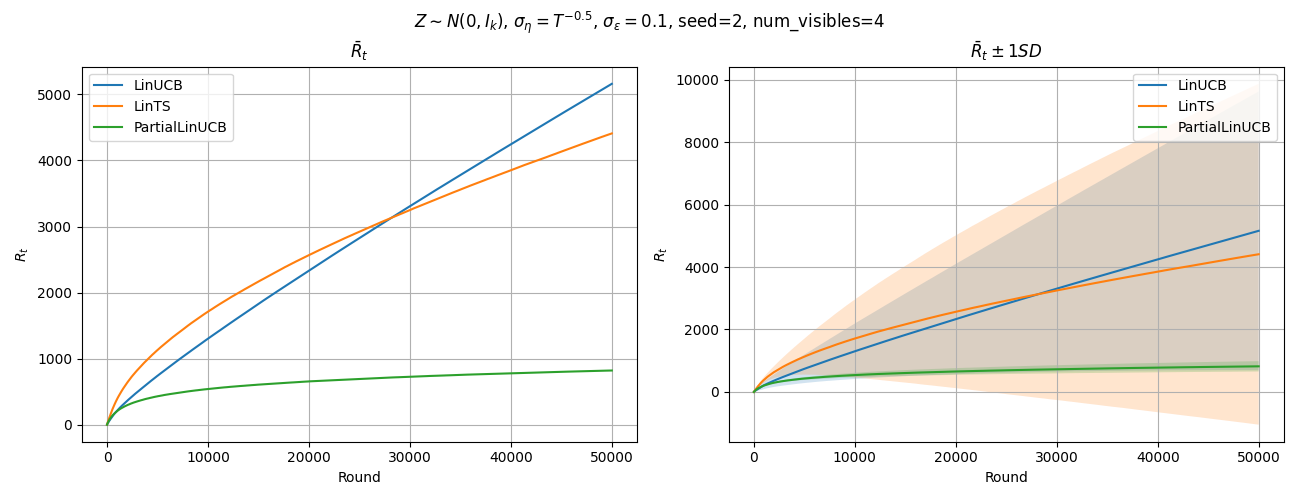 Z ∼ N(0, I_k), σ_η = T^{−0.5}, σ_ε = 0.1, seed=2, num_visibles=4
R̄_t
LinUCB
LinTS
PartialLinUCB
5000
4000
3000
2000
1000
0
R_t
0 10000 20000 30000 40000 50000
Round
R̄_t ± 1SD
LinUCB
LinTS
PartialLinUCB
10000
8000
6000
4000
2000
0
R_t
0 10000 20000 30000 40000 50000
Round